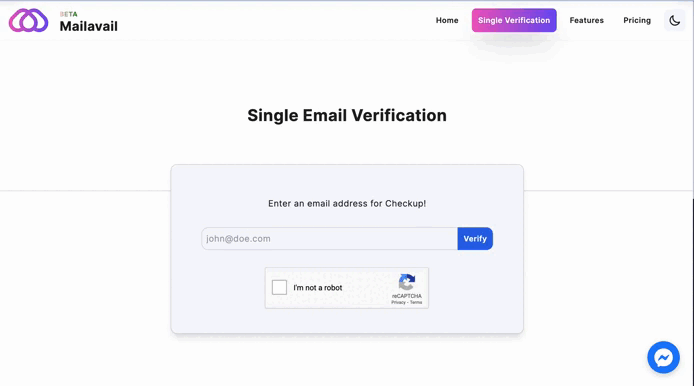 BETA
Mailavail
Home
Single Verification
Features
Pricing
Single Email Verification
Enter an email address for Checkup!
john@doe.com
Verify
I'm not a robot
reCAPTCHA
Privacy - Terms